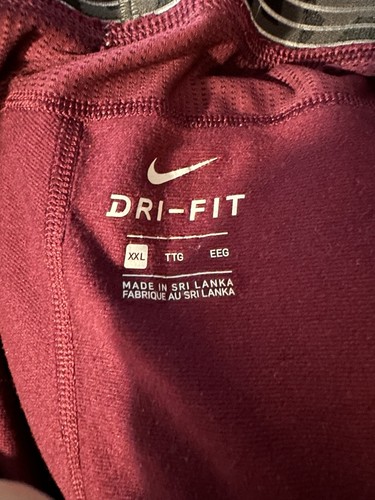 DRI-FIT
XXL TTG EEG
MADE IN SRI LANKA
FABRIQUE AU SRI LANKA